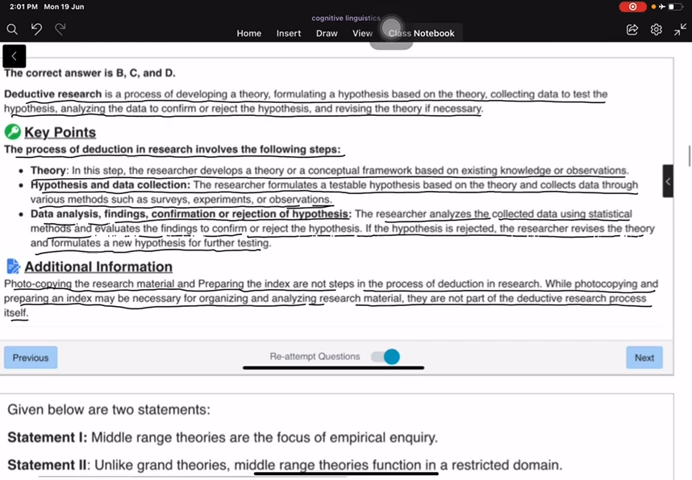 2:01 PM Mon 19 Jun
cognitive linguistics
Home Insert Draw View Class Notebook
The correct answer is B, C, and D.
Deductive research is a process of developing a theory, formulating a hypothesis based on the theory, collecting data to test the
hypothesis, analyzing the data to confirm or reject the hypothesis, and revising the theory if necessary.
Key Points
The process of deduction in research involves the following steps:
• Theory: In this step, the researcher develops a theory or a conceptual framework based on existing knowledge or observations.
• Hypothesis and data collection: The researcher formulates a testable hypothesis based on the theory and collects data through
various methods such as surveys, experiments, or observations.
• Data analysis, findings, confirmation or rejection of hypothesis: The researcher analyzes the collected data using statistical
methods and evaluates the findings to confirm or reject the hypothesis. If the hypothesis is rejected, the researcher revises the theory
and formulates a new hypothesis for further testing.
Additional Information
Photo-copying the research material and Preparing the index are not steps in the process of deduction in research. While photocopying and
preparing an index may be necessary for organizing and analyzing research material, they are not part of the deductive research process
itself.
Previous Re-attempt Questions Next
Given below are two statements:
Statement I: Middle range theories are the focus of empirical enquiry.
Statement II: Unlike grand theories, middle range theories function in a restricted domain.